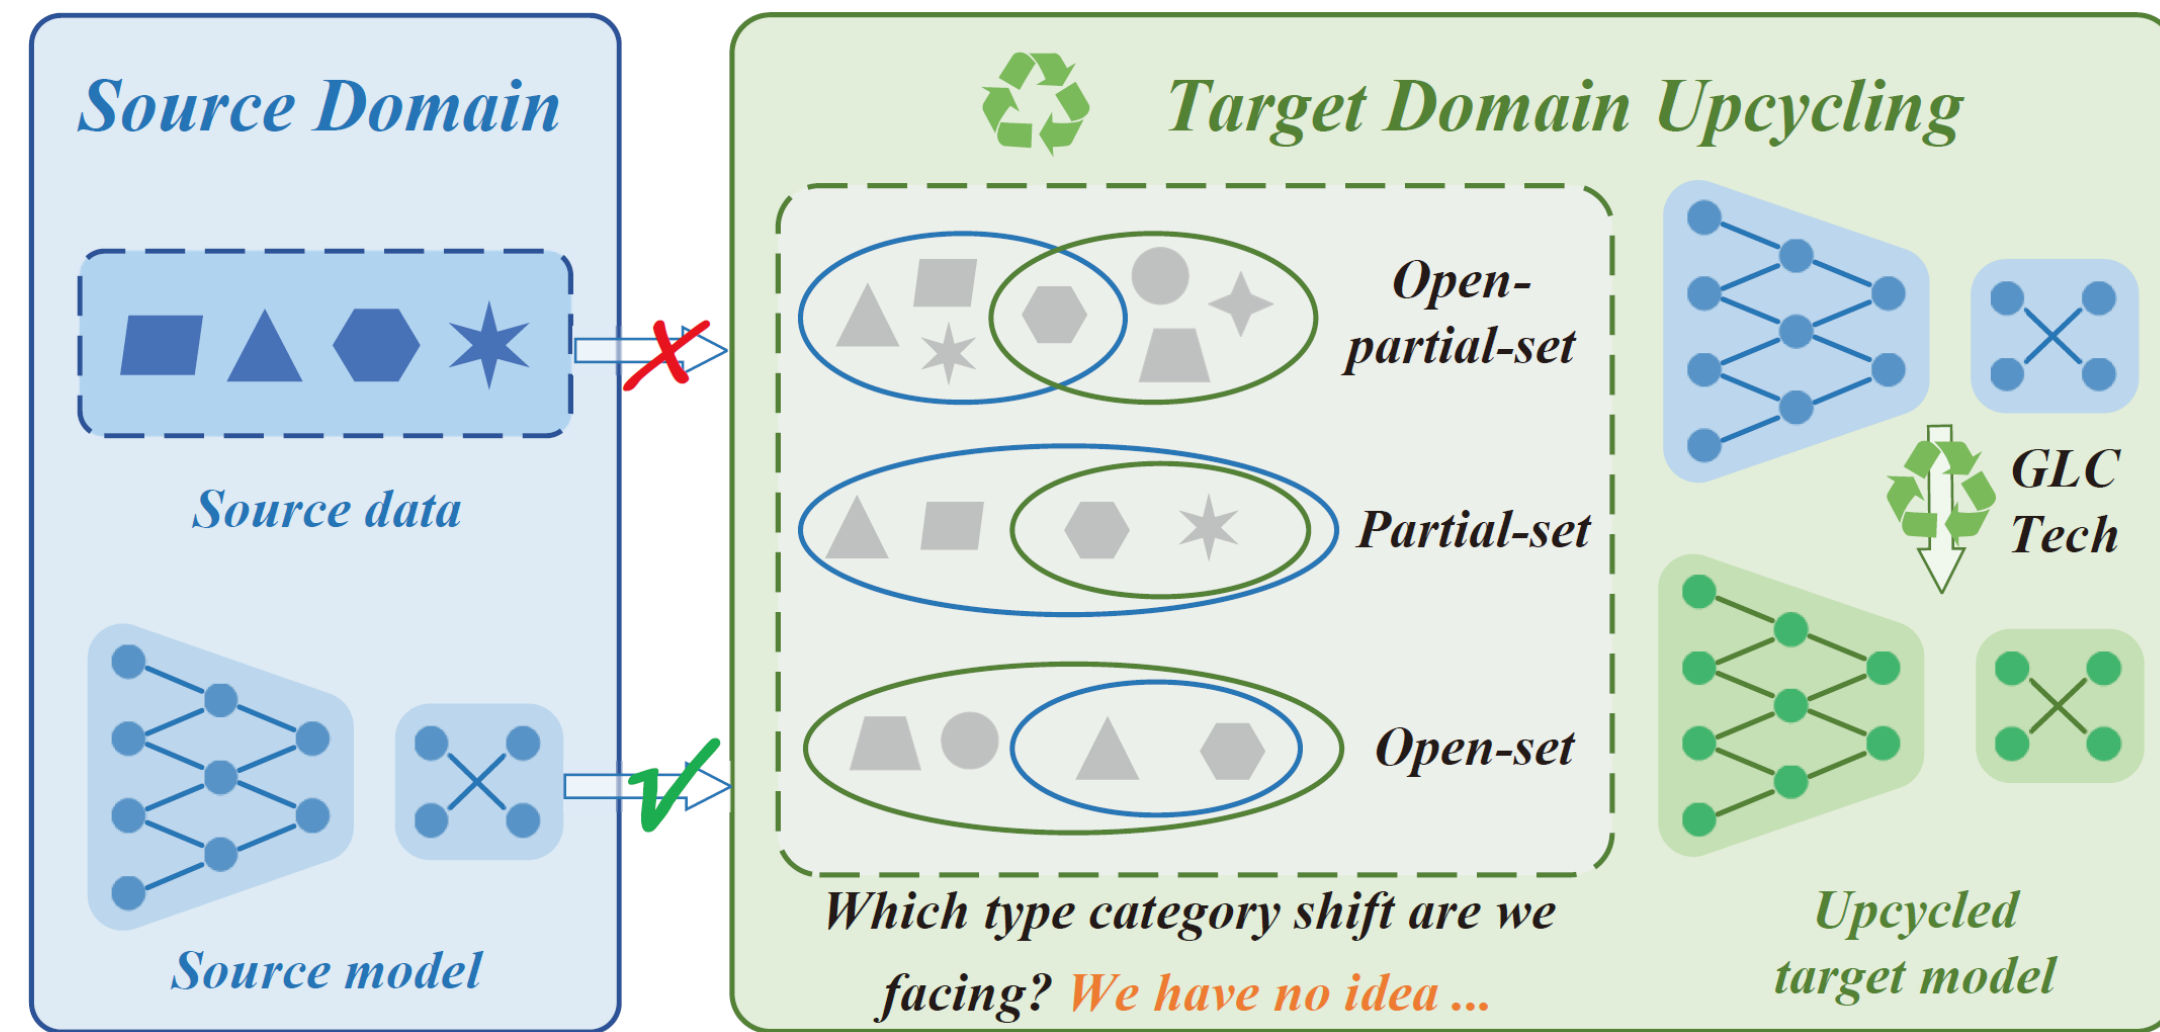 Source Domain
Source data
Source model
Target Domain Upcycling
Open-
partial-set
Partial-set
Open-set
Which type category shift are we
facing? We have no idea ...
GLC
Tech
Upcycled
target model